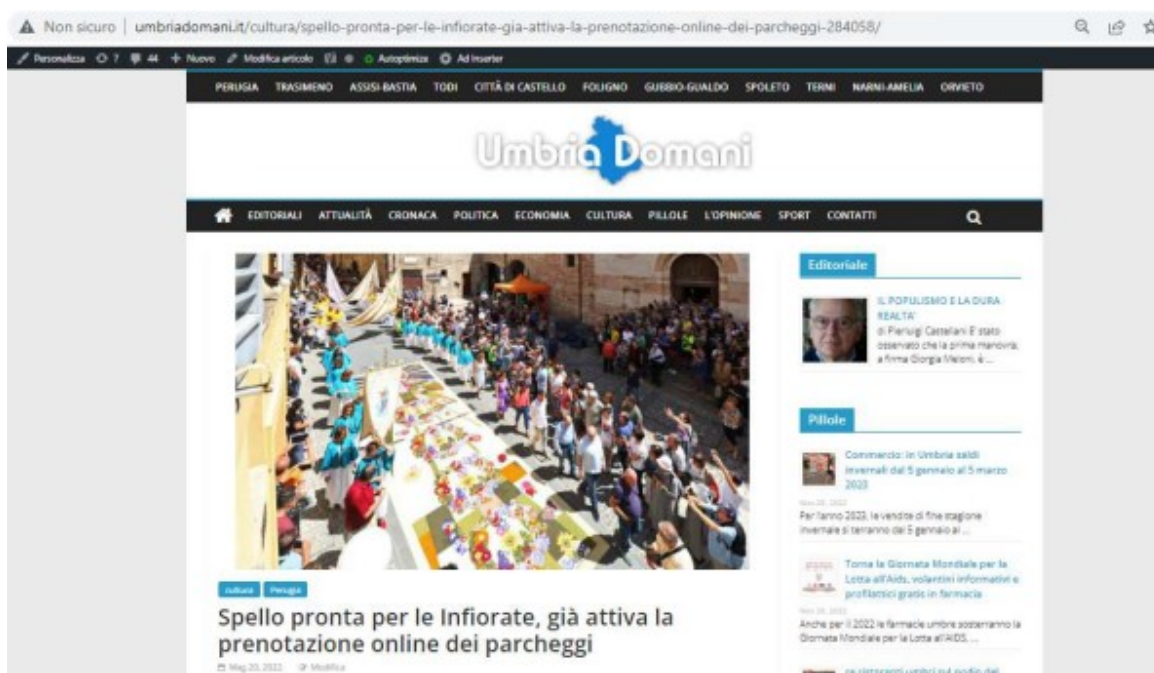 Non sicuro | umbriadomani.it/cultura/spello-pronta-per-le-infiorate-già-attiva-la-prenotazione-online-dei-parcheggi-284058/
Personalizza 7 44 + Nuovo Modifica articolo Autoptimize Ad Inserter
PERUGIA TRASIMENO ASSISI-BASTIA TODI CITTÀ DI CASTELLO FOLIGNO GUBBIO-GUALDO SPOLETO TERNI NARNI-AMELIA ORVIETO
Umbria Domani
EDITORIALI ATTUALITÀ CRONACA POLITICA ECONOMIA CULTURA PILLOLE L'OPINIONE SPORT CONTATTI
cultura Perugia
Spello pronta per le Infiorate, già attiva la
prenotazione online dei parcheggi
Mag 20, 2022 Modifica
Editoriale
IL POPULISMO E LA DURA
REALTA'
di Pierluigi Castellani E' stato
osservato che la prima manovra,
a firma Giorgia Meloni, è ...
Pillole
Commercio: in Umbria saldi
invernali dal 5 gennaio al 5 marzo
2023
Per l'anno 2023, le vendite di fine stagione
invernale si terranno dal 5 gennaio al ...
Torna la Giornata Mondiale per la
Lotta all'Aids, volantini informativi e
profilattici gratis in farmacia
Anche per il 2022 le farmacie umbre sosterranno la
Giornata Mondiale per la Lotta all'AIDS, ...